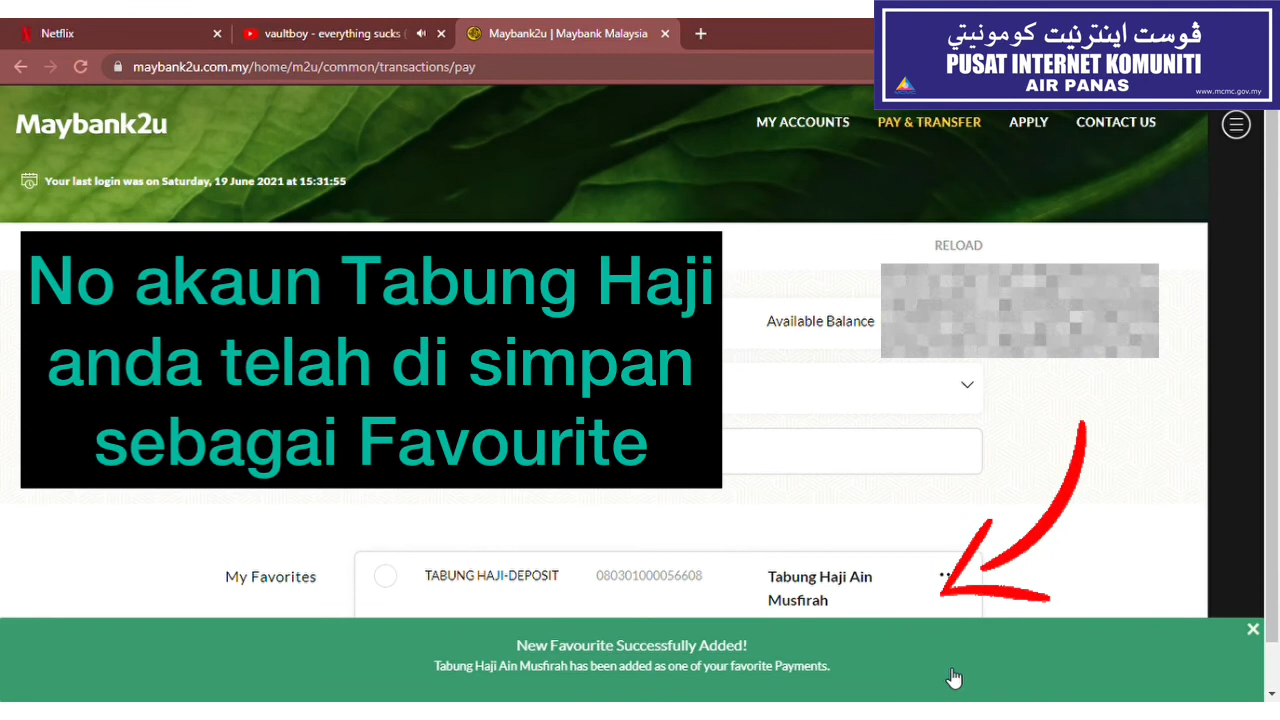 Netflix
vaultboy - everything sucks (
Maybank2u | Maybank Malaysia
maybank2u.com.my/home/m2u/common/transactions/pay
ڤوست اينترنيت كومونيتي
PUSAT INTERNET KOMUNITI
AIR PANAS
MCMC
www.mcmc.gov.my
Maybank2u
MY ACCOUNTS PAY & TRANSFER APPLY CONTACT US
Your last login was on Saturday, 19 June 2021 at 15:31:55
RELOAD
No akaun Tabung Haji
anda telah di simpan
sebagai Favourite
Available Balance
My Favorites
TABUNG HAJI-DEPOSIT 080301000056608 Tabung Haji Ain
Musfirah
New Favourite Successfully Added!
Tabung Haji Ain Musfirah has been added as one of your favorite Payments.